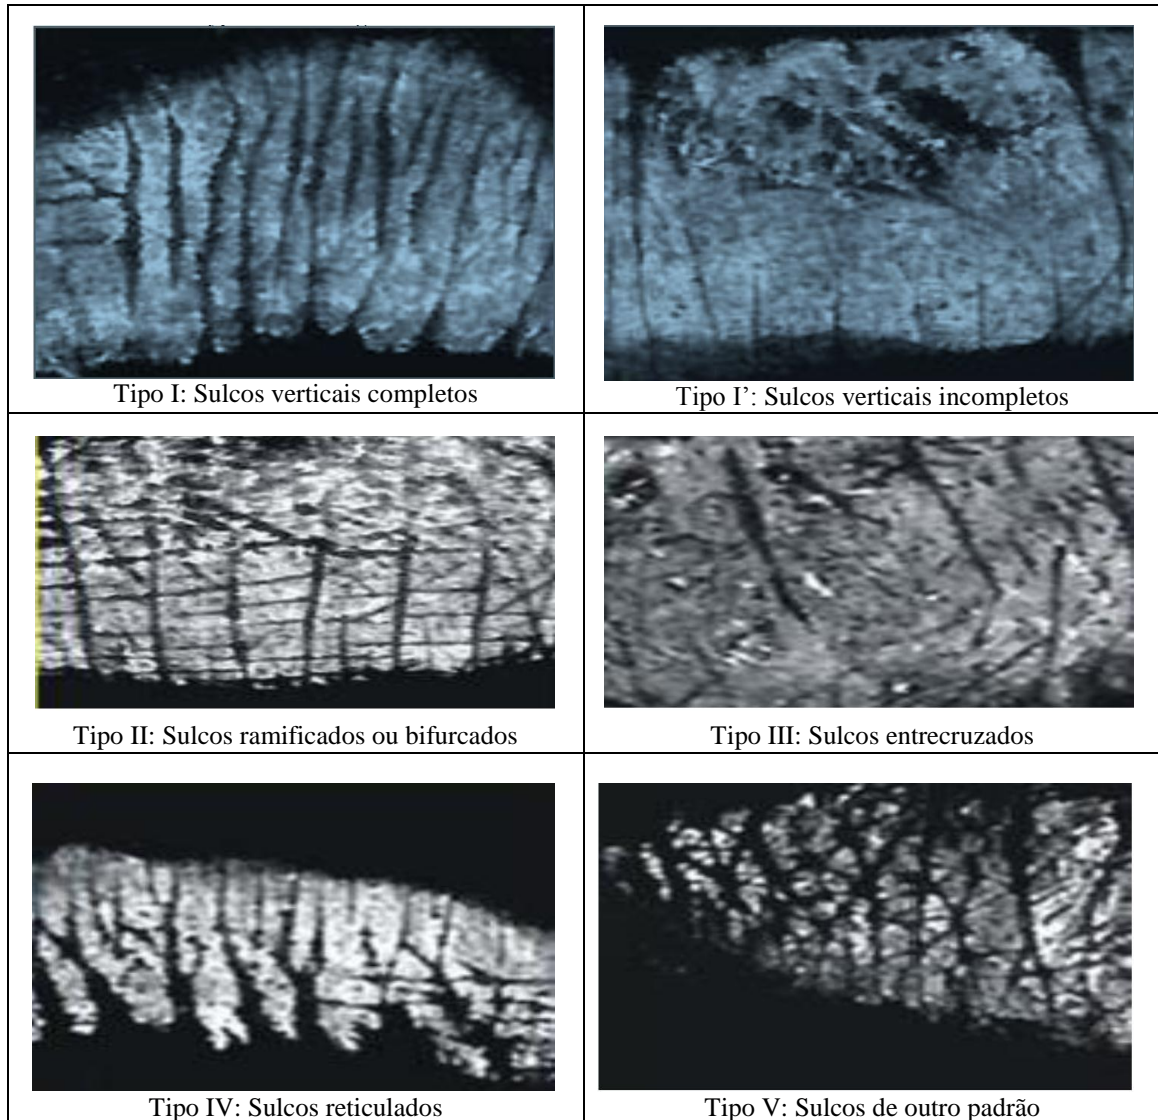 Tipo I: Sulcos verticais completos
Tipo I’: Sulcos verticais incompletos
Tipo II: Sulcos ramificados ou bifurcados
Tipo III: Sulcos entrecruzados
Tipo IV: Sulcos reticulados
Tipo V: Sulcos de outro padrão